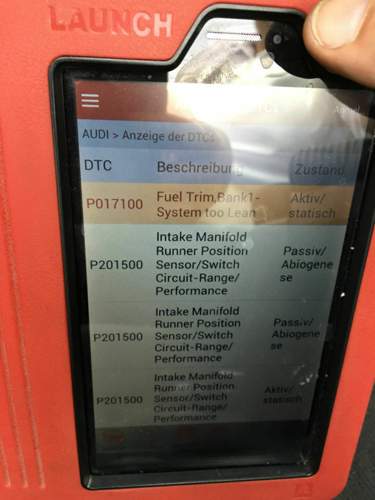 LAUNCH
AUDI > Anzeige der DTCs
DTC Beschreibung Zustand
P017100 Fuel Trim,Bank1- Aktiv/
System too Lean statisch
Intake Manifold
Runner Position Passiv/
P201500 Sensor/Switch Abiogene
Circuit-Range/ se
Performance
Intake Manifold
Runner Position Passiv/
P201500 Sensor/Switch Abiogene
Circuit-Range/ se
Performance
Intake Manifold
Runner Position Aktiv/
P201500 Sensor/Switch statisch
Circuit-Range/
Performance